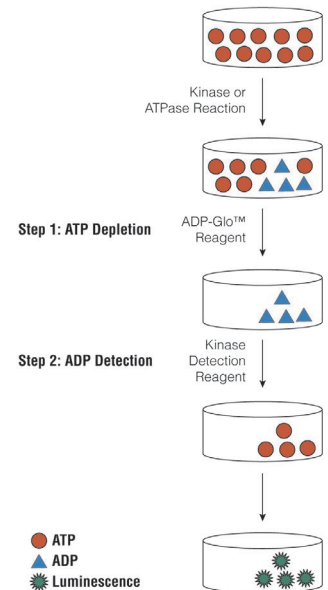 Kinase or
ATPase Reaction
Step 1: ATP Depletion
ADP-Glo™
Reagent
Step 2: ADP Detection
Kinase
Detection
Reagent
ATP
ADP
Luminescence